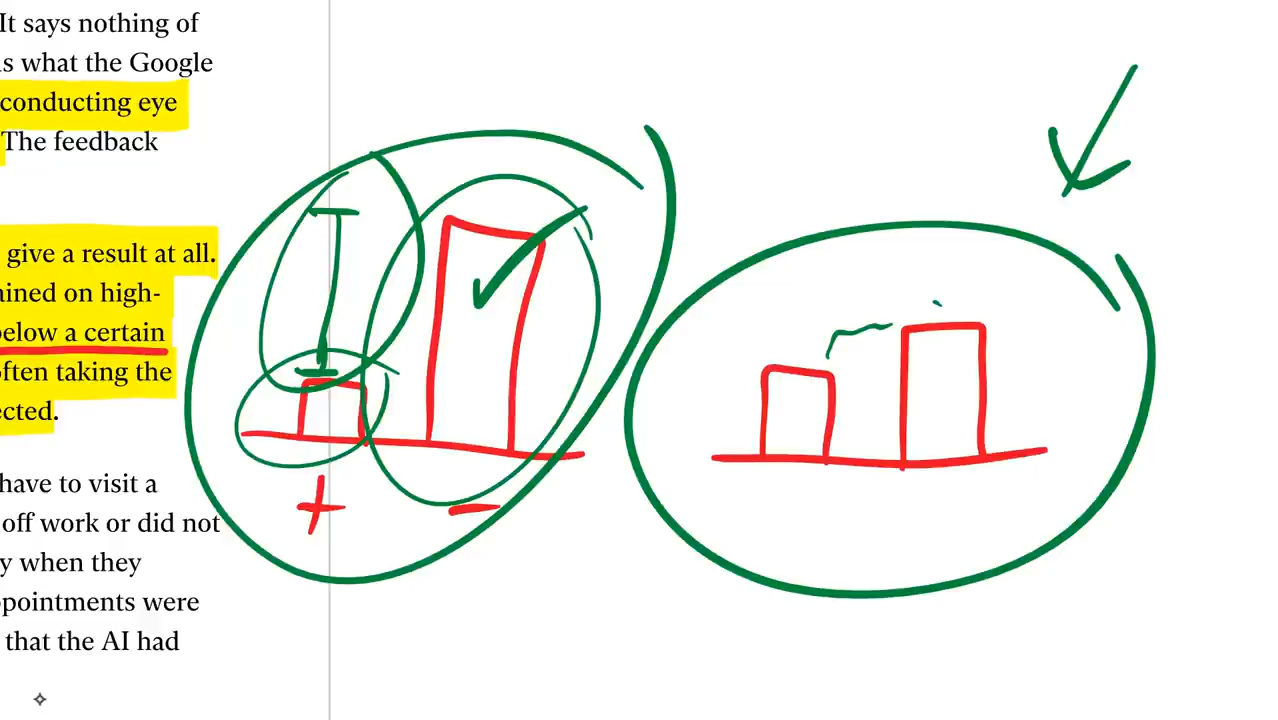 It says nothing of
is what the Google
conducting eye
The feedback
give a result at all.
ained on high-
below a certain
often taking the
ected.
have to visit a
off work or did not
y when they
ppointments were
that the AI had
+ −